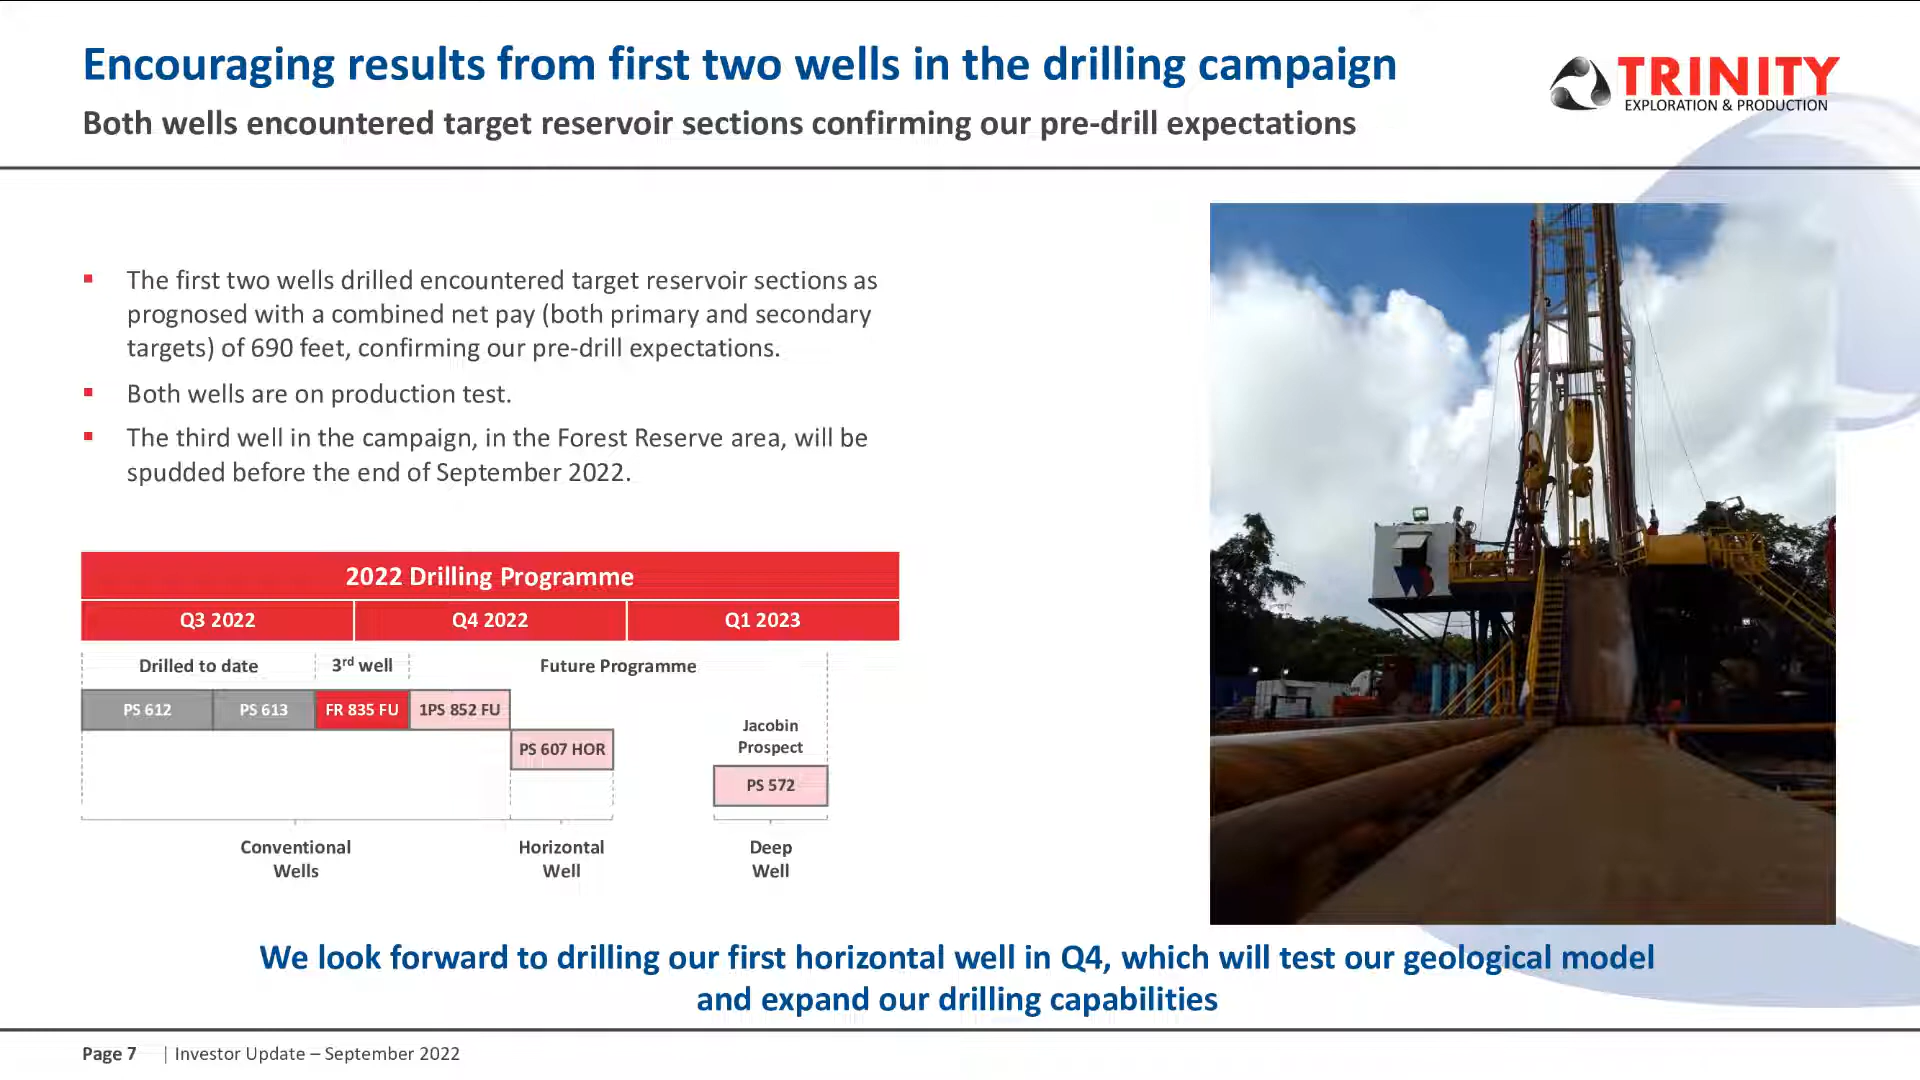 Encouraging results from first two wells in the drilling campaign
Both wells encountered target reservoir sections confirming our pre-drill expectations
TRINITY
EXPLORATION & PRODUCTION
The first two wells drilled encountered target reservoir sections as
prognosed with a combined net pay (both primary and secondary
targets) of 690 feet, confirming our pre-drill expectations.
Both wells are on production test.
The third well in the campaign, in the Forest Reserve area, will be
spudded before the end of September 2022.
2022 Drilling Programme
Q3 2022 Q4 2022 Q1 2023
Drilled to date 3rd well Future Programme
PS 612 PS 613 FR 835 FU 1PS 852 FU
PS 607 HOR
Jacobin
Prospect
PS 572
Conventional
Wells
Horizontal
Well
Deep
Well
We look forward to drilling our first horizontal well in Q4, which will test our geological model
and expand our drilling capabilities
Page 7 | Investor Update – September 2022